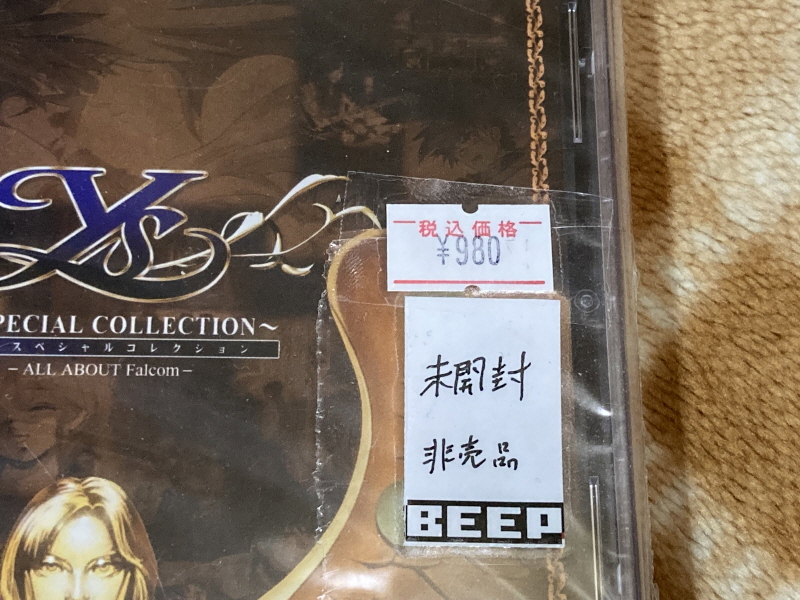 Ys
SPECIAL COLLECTION～
スペシャルコレクション
－ALL ABOUT Falcom－
税込価格
¥980
未開封
非売品
BEEP